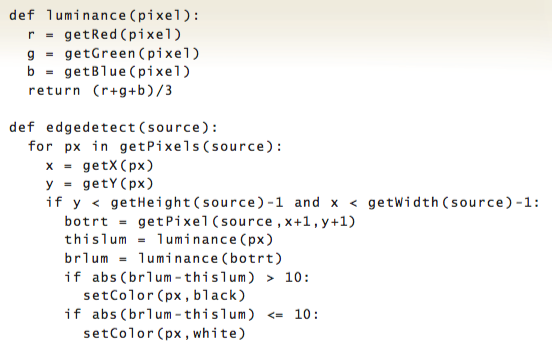 def luminance(pixel):
  r = getRed(pixel)
  g = getGreen(pixel)
  b = getBlue(pixel)
  return (r+g+b)/3

def edgedetect(source):
  for px in getPixels(source):
    x = getX(px)
    y = getY(px)
    if y < getHeight(source)-1 and x < getWidth(source)-1:
      botrt = getPixel(source,x+1,y+1)
      thislum = luminance(px)
      brlum = luminance(botrt)
      if abs(brlum-thislum) > 10:
        setColor(px,black)
      if abs(brlum-thislum) <= 10:
        setColor(px,white)